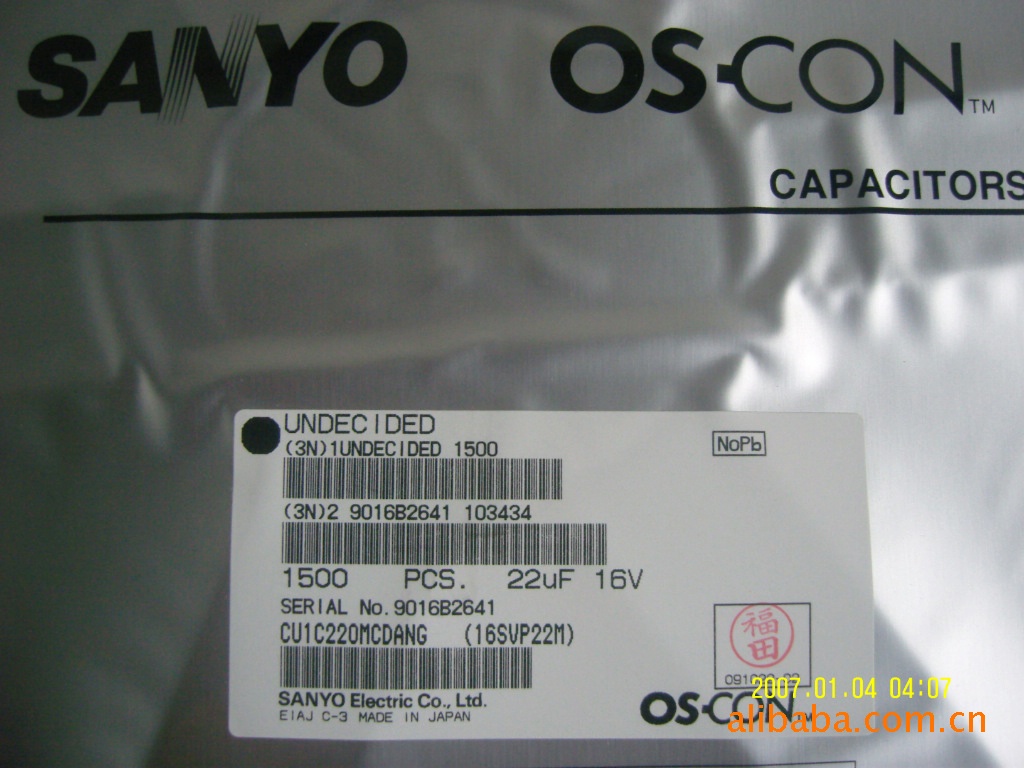 SANYO OS-CON™
CAPACITORS
UNDECIDED
(3N)1UNDECIDED 1500
NoPb
(3N)2 9016B2641 103434
1500 PCS. 22uF 16V
SERIAL No.9016B2641
CU1C220MCDANG (16SVP22M)
福田
SANYO Electric Co., Ltd.
EIAJ C-3 MADE IN JAPAN
OS-CON
2007.01.04 04:07
alibaba.com.cn